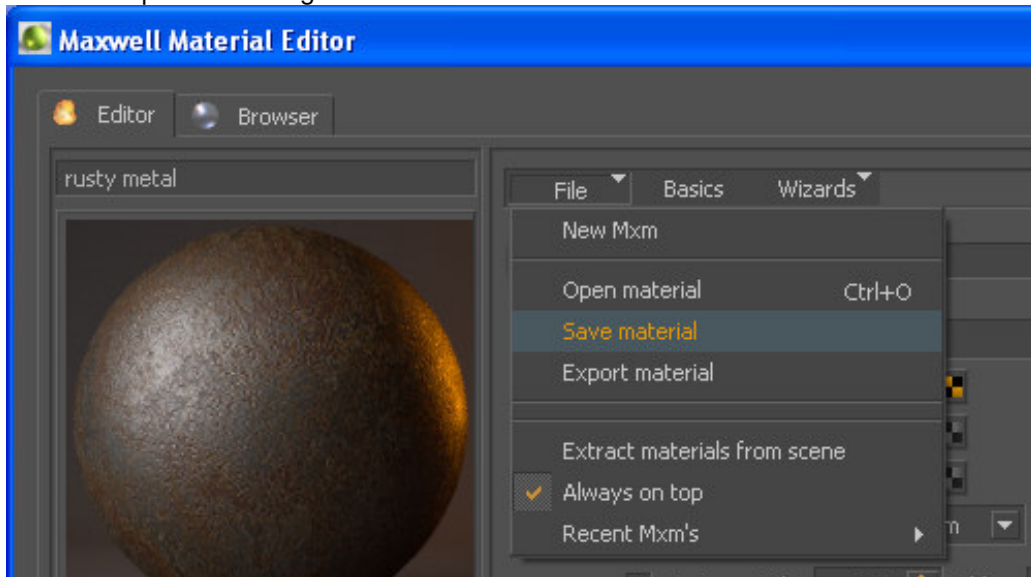 Maxwell Material Editor
Editor Browser
rusty metal
File Basics Wizards
New Mxm
Open material Ctrl+O
Save material
Export material
Extract materials from scene
Always on top
Recent Mxm's